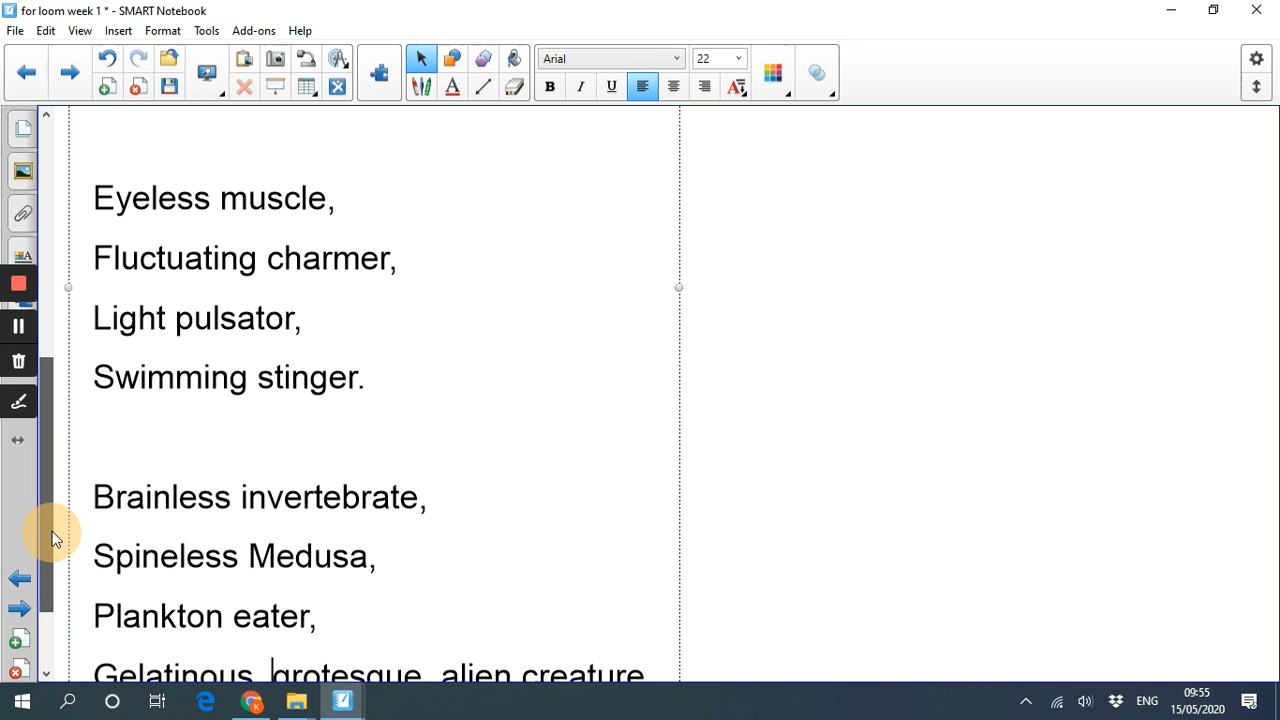 for loom week 1 * - SMART Notebook
File Edit View Insert Format Tools Add-ons Help
Arial 22
B I U A
Eyeless muscle,
Fluctuating charmer,
Light pulsator,
Swimming stinger.
Brainless invertebrate,
Spineless Medusa,
Plankton eater,
Gelatinous, grotesque, alien creature
ENG
09:55
15/05/2020